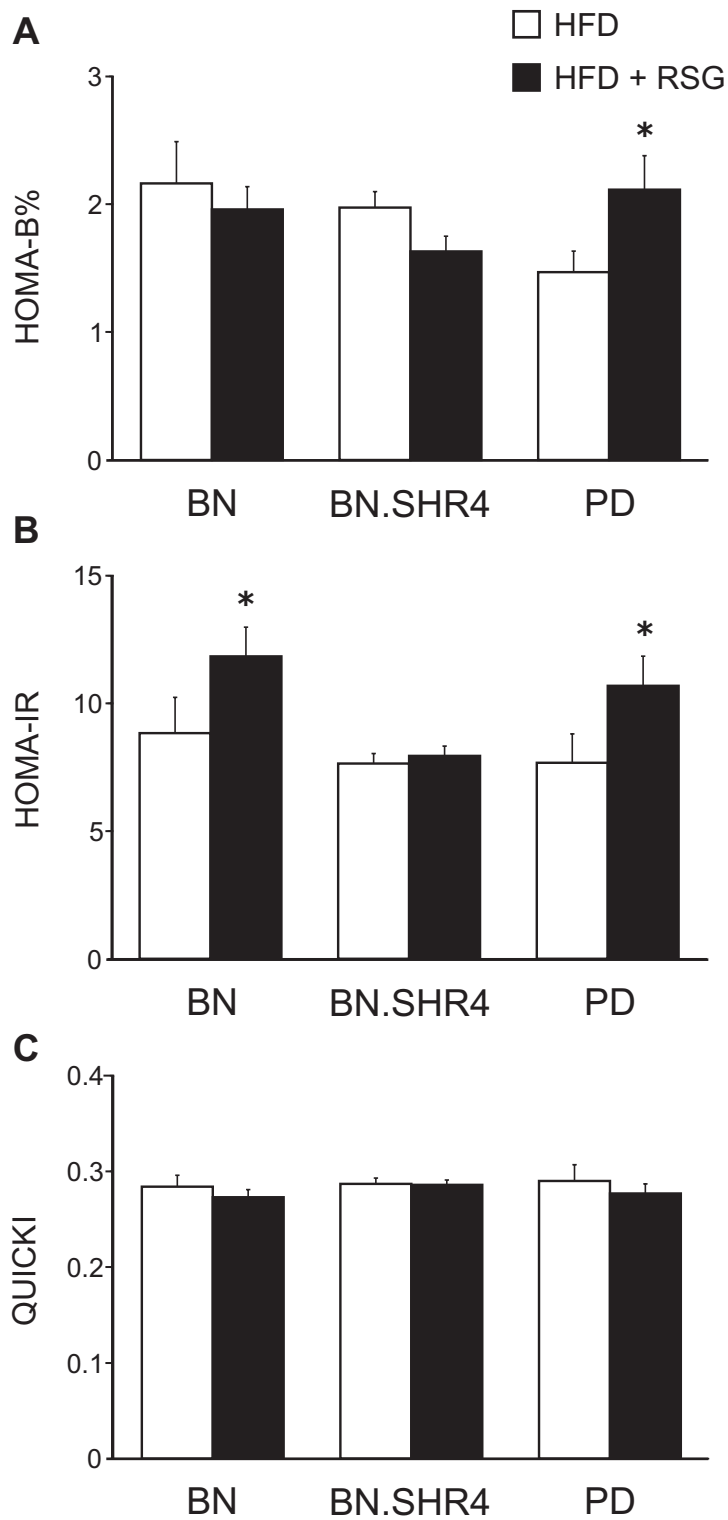 A
HFD
HFD + RSG
3
2
1
0
HOMA-B%
*
BN BN.SHR4 PD
B
15
10
5
0
HOMA-IR
*
*
BN BN.SHR4 PD
C
0.4
0.3
0.2
0.1
0
QUICKI
BN BN.SHR4 PD